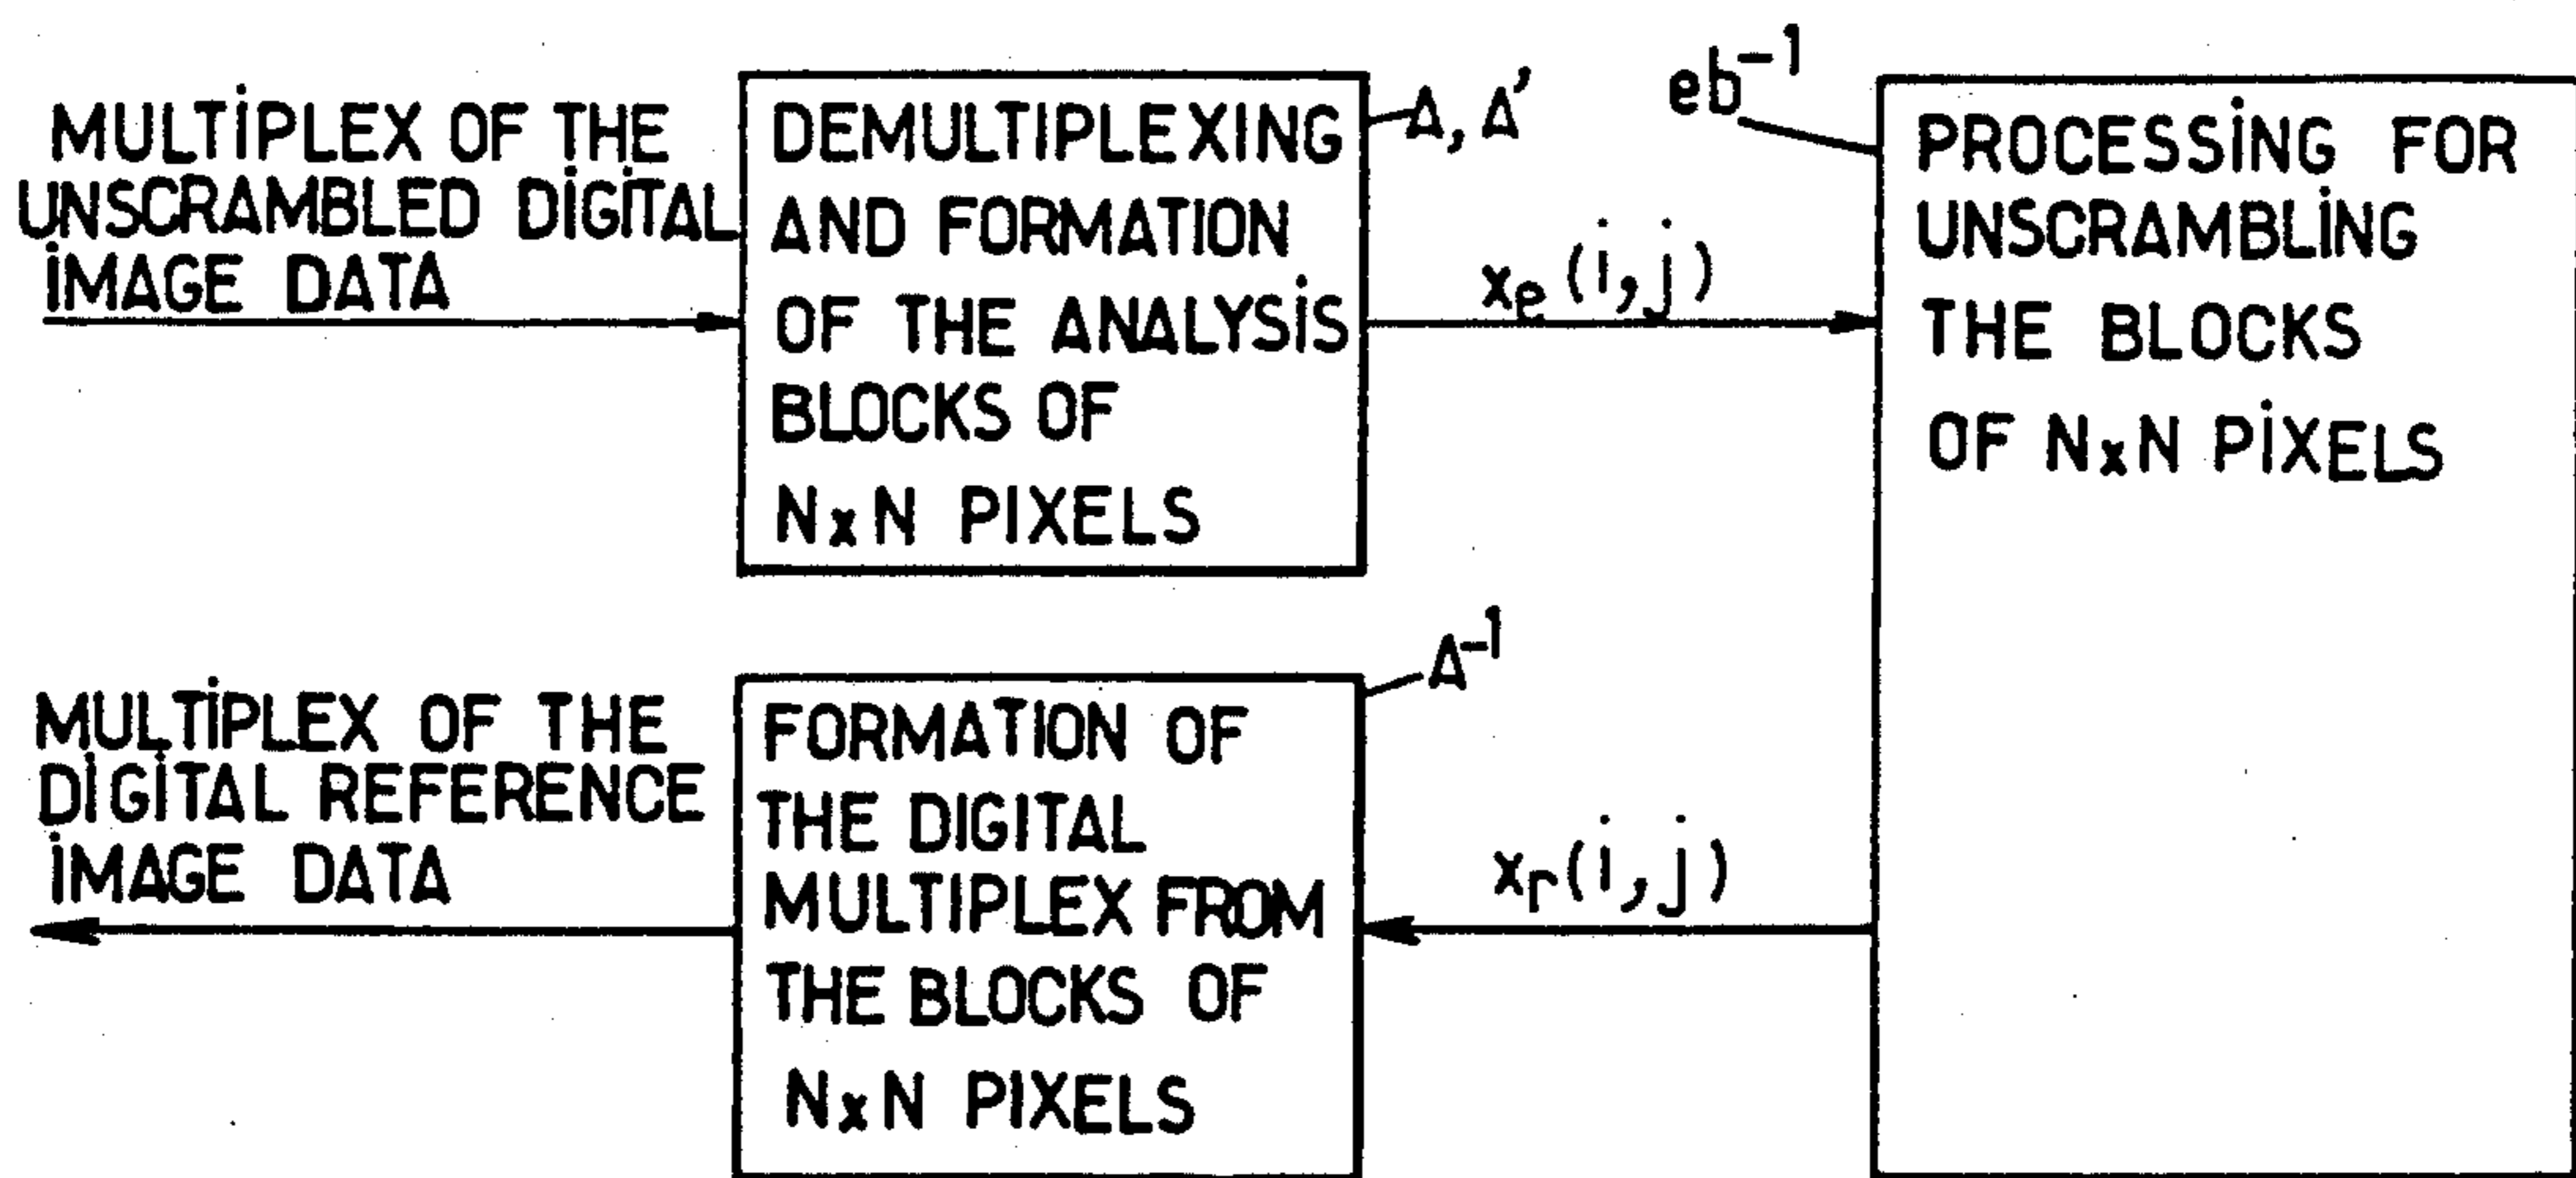 MULTIPLEX OF THE
UNSCRAMBLED DIGITAL
IMAGE DATA
DEMULTIPLEXING
AND FORMATION
OF THE ANALYSIS
BLOCKS OF
NxN PIXELS
Δ, Δ'
xe(i,j)
eb⁻¹
PROCESSING FOR
UNSCRAMBLING
THE BLOCKS
OF NxN PIXELS
MULTIPLEX OF THE
DIGITAL REFERENCE
IMAGE DATA
FORMATION OF
THE DIGITAL
MULTIPLEX FROM
THE BLOCKS OF
NxN PIXELS
Δ⁻¹
xr(i,j)